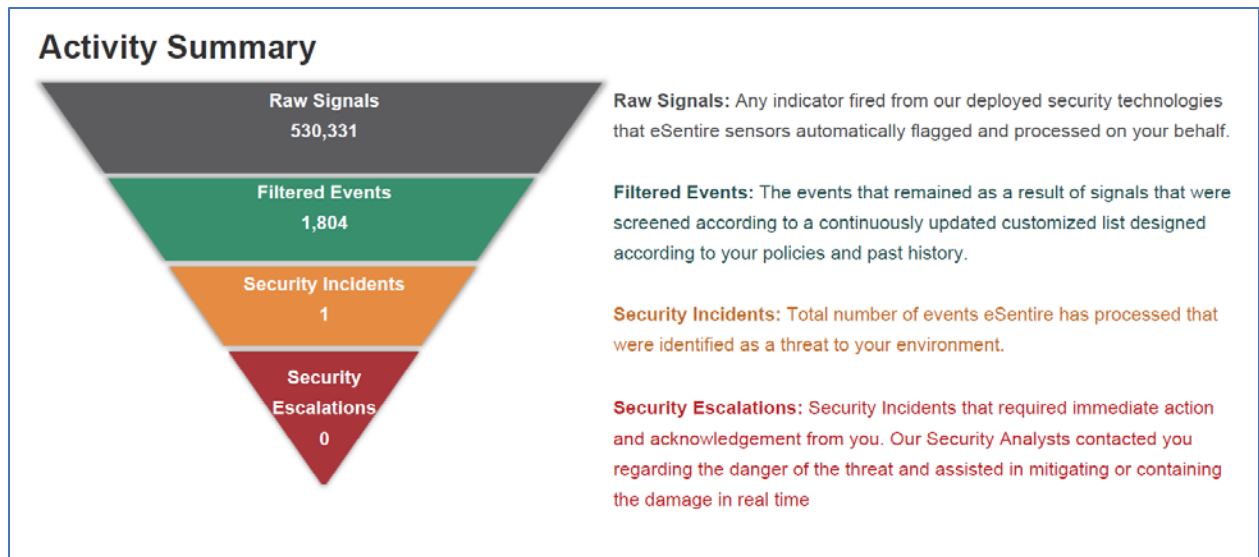 Activity Summary
Raw Signals
530,331
Filtered Events
1,804
Security Incidents
1
Security
Escalations
0
Raw Signals: Any indicator fired from our deployed security technologies
that eSentire sensors automatically flagged and processed on your behalf.
Filtered Events: The events that remained as a result of signals that were
screened according to a continuously updated customized list designed
according to your policies and past history.
Security Incidents: Total number of events eSentire has processed that
were identified as a threat to your environment.
Security Escalations: Security Incidents that required immediate action
and acknowledgement from you. Our Security Analysts contacted you
regarding the danger of the threat and assisted in mitigating or containing
the damage in real time